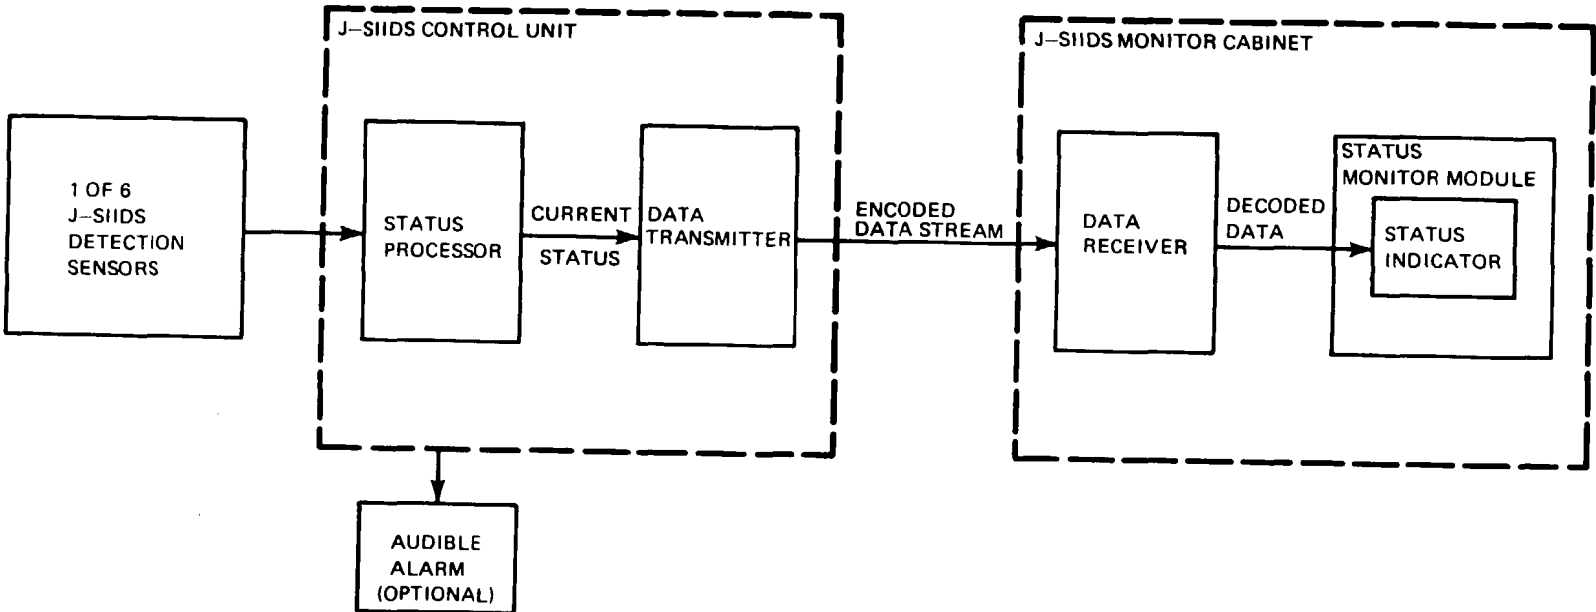 J-SIIDS CONTROL UNIT
J-SIIDS MONITOR CABINET
1 OF 6
J-SIIDS
DETECTION
SENSORS
STATUS
PROCESSOR
CURRENT
STATUS
DATA
TRANSMITTER
ENCODED
DATA STREAM
DATA
RECEIVER
DECODED
DATA
STATUS
MONITOR MODULE
STATUS
INDICATOR
AUDIBLE
ALARM
(OPTIONAL)